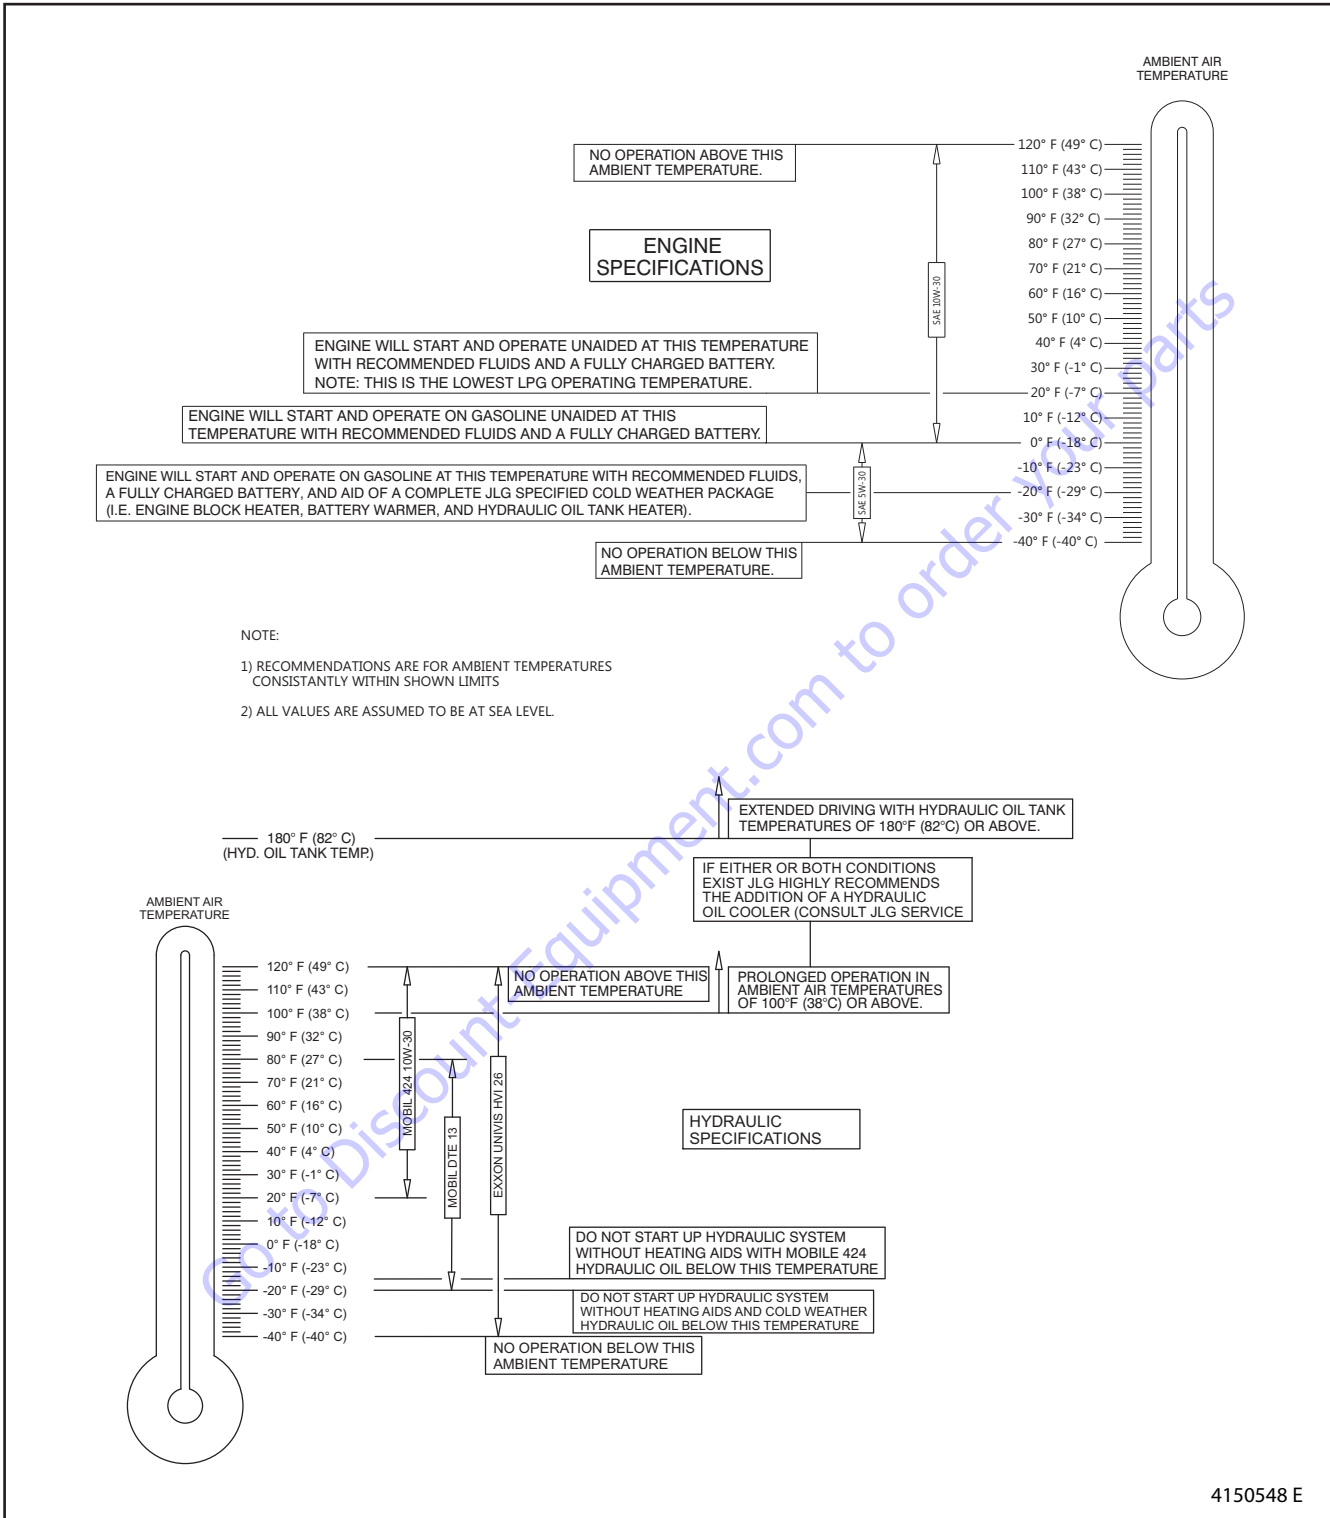 AMBIENT AIR
TEMPERATURE
120° F (49° C)
110° F (43° C)
100° F (38° C)
90° F (32° C)
80° F (27° C)
70° F (21° C)
60° F (16° C)
50° F (10° C)
40° F (4° C)
30° F (-1° C)
20° F (-7° C)
10° F (-12° C)
0° F (-18° C)
-10° F (-23° C)
-20° F (-29° C)
-30° F (-34° C)
-40° F (-40° C)
NO OPERATION ABOVE THIS
AMBIENT TEMPERATURE.
ENGINE
SPECIFICATIONS
SAE 10W-30
ENGINE WILL START AND OPERATE UNAIDED AT THIS TEMPERATURE
WITH RECOMMENDED FLUIDS AND A FULLY CHARGED BATTERY.
NOTE: THIS IS THE LOWEST LPG OPERATING TEMPERATURE.
ENGINE WILL START AND OPERATE ON GASOLINE UNAIDED AT THIS
TEMPERATURE WITH RECOMMENDED FLUIDS AND A FULLY CHARGED BATTERY.
ENGINE WILL START AND OPERATE ON GASOLINE AT THIS TEMPERATURE WITH RECOMMENDED FLUIDS,
A FULLY CHARGED BATTERY, AND AID OF A COMPLETE JLG SPECIFIED COLD WEATHER PACKAGE
(I.E. ENGINE BLOCK HEATER, BATTERY WARMER, AND HYDRAULIC OIL TANK HEATER).
SAE 5W-30
NO OPERATION BELOW THIS
AMBIENT TEMPERATURE.
NOTE:
1) RECOMMENDATIONS ARE FOR AMBIENT TEMPERATURES
CONSISTANTLY WITHIN SHOWN LIMITS
2) ALL VALUES ARE ASSUMED TO BE AT SEA LEVEL.
180° F (82° C)
(HYD. OIL TANK TEMP.)
EXTENDED DRIVING WITH HYDRAULIC OIL TANK
TEMPERATURES OF 180°F (82°C) OR ABOVE.
IF EITHER OR BOTH CONDITIONS
EXIST JLG HIGHLY RECOMMENDS
THE ADDITION OF A HYDRAULIC
OIL COOLER (CONSULT JLG SERVICE
AMBIENT AIR
TEMPERATURE
120° F (49° C)
110° F (43° C)
100° F (38° C)
90° F (32° C)
80° F (27° C)
70° F (21° C)
60° F (16° C)
50° F (10° C)
40° F (4° C)
30° F (-1° C)
20° F (-7° C)
10° F (-12° C)
0° F (-18° C)
-10° F (-23° C)
-20° F (-29° C)
-30° F (-34° C)
-40° F (-40° C)
NO OPERATION ABOVE THIS
AMBIENT TEMPERATURE
PROLONGED OPERATION IN
AMBIENT AIR TEMPERATURES
OF 100°F (38°C) OR ABOVE.
MOBIL 424 10W-30
MOBIL DTE 13
EXXON UNIVIS HVI 26
HYDRAULIC
SPECIFICATIONS
DO NOT START UP HYDRAULIC SYSTEM
WITHOUT HEATING AIDS WITH MOBILE 424
HYDRAULIC OIL BELOW THIS TEMPERATURE
DO NOT START UP HYDRAULIC SYSTEM
WITHOUT HEATING AIDS AND COLD WEATHER
HYDRAULIC OIL BELOW THIS TEMPERATURE
NO OPERATION BELOW THIS
AMBIENT TEMPERATURE
4150548 E
Go to Discount-Equipment.com to order your parts